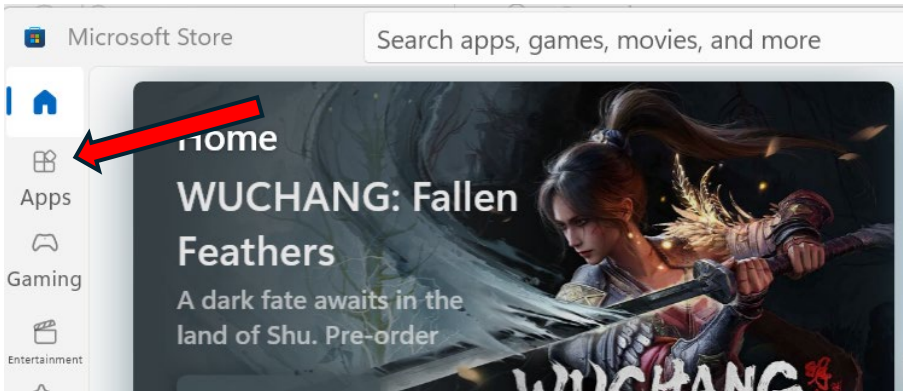 Microsoft Store
Search apps, games, movies, and more
Home
Apps
WUCHANG: Fallen
Feathers
Gaming
A dark fate awaits in the
land of Shu. Pre-order
Entertainment
WUCHANG